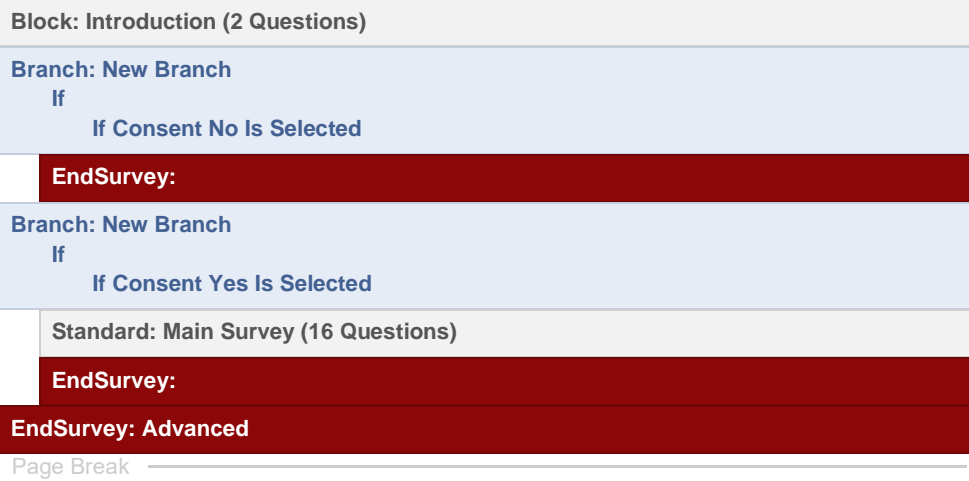 Block: Introduction (2 Questions)
Branch: New Branch
If
If Consent No Is Selected
EndSurvey:
Branch: New Branch
If
If Consent Yes Is Selected
Standard: Main Survey (16 Questions)
EndSurvey:
EndSurvey: Advanced
Page Break